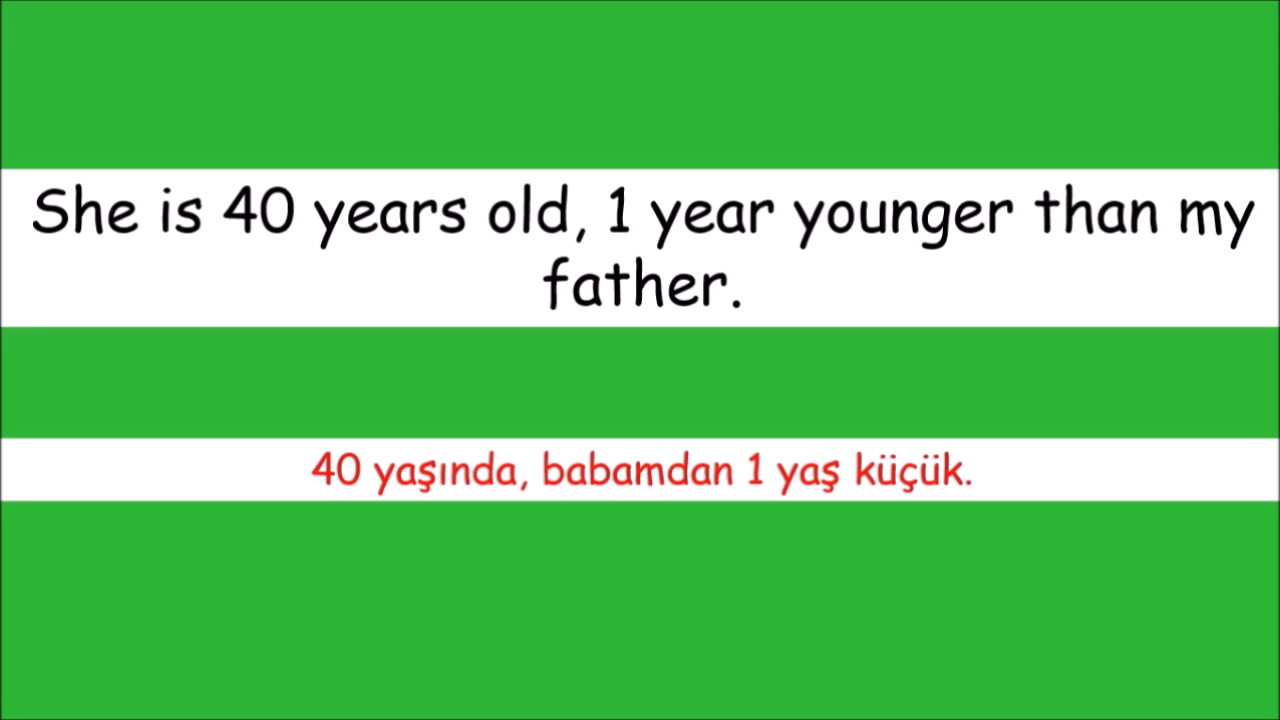 She is 40 years old, 1 year younger than my
father.
40 yaşında, babamdan 1 yaş küçük.